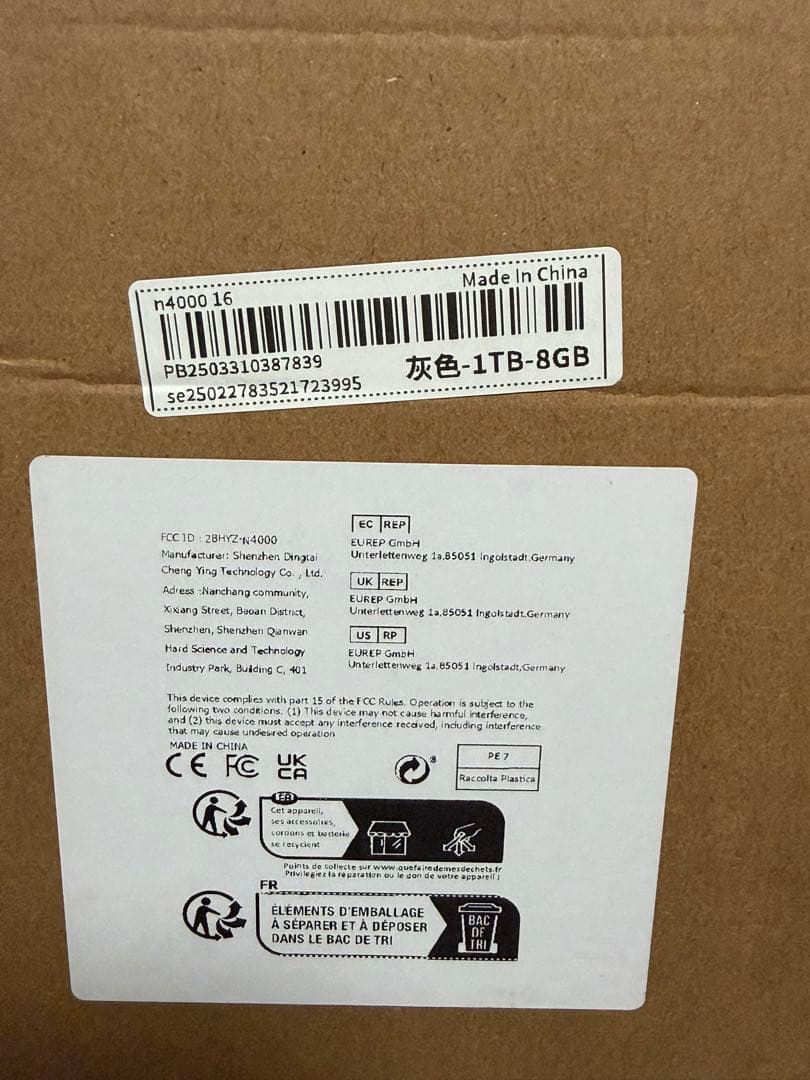 n4000 16
Made In China
PB2503310387839
灰色-1TB-8GB
se25022783521723995
FCC ID : 2BHYZ-N4000
Manufacturer: Shenzhen Dingtai
Cheng Ying Technology Co. , Ltd.
Adress :Nanchang community,
Xixiang Street, Baoan District,
Shenzhen, Shenzhen Qianwan
Hard Science and Technology
Industry Park, Building C, 401
EC REP
EUREP GmbH
Unterlettenweg 1a,85051 Ingolstadt,Germany
UK REP
EUREP GmbH
Unterlettenweg 1a,85051 Ingolstadt.Germany
US RP
EUREP GmbH
Unterlettenweg 1a,85051 Ingolstadt,Germany
This device complies with part 15 of the FCC Rules. Operation is subject to the
following two conditions: (1) This device may not cause harmful interference,
and (2) this device must accept any interference received, including interference
that may cause undesired operation
MADE IN CHINA
CE FC UK CA
PE 7
Raccolta Plastica
FR
Cet appareil,
ses accessoires,
cordons et batterie
se recyclent
Points de collecte sur www.quefairedemesdechets.fr
Privilégiez la réparation ou le don de votre appareil !
FR
ÉLÉMENTS D'EMBALLAGE
À SÉPARER ET À DÉPOSER
DANS LE BAC DE TRI
BAC
DE
TRI